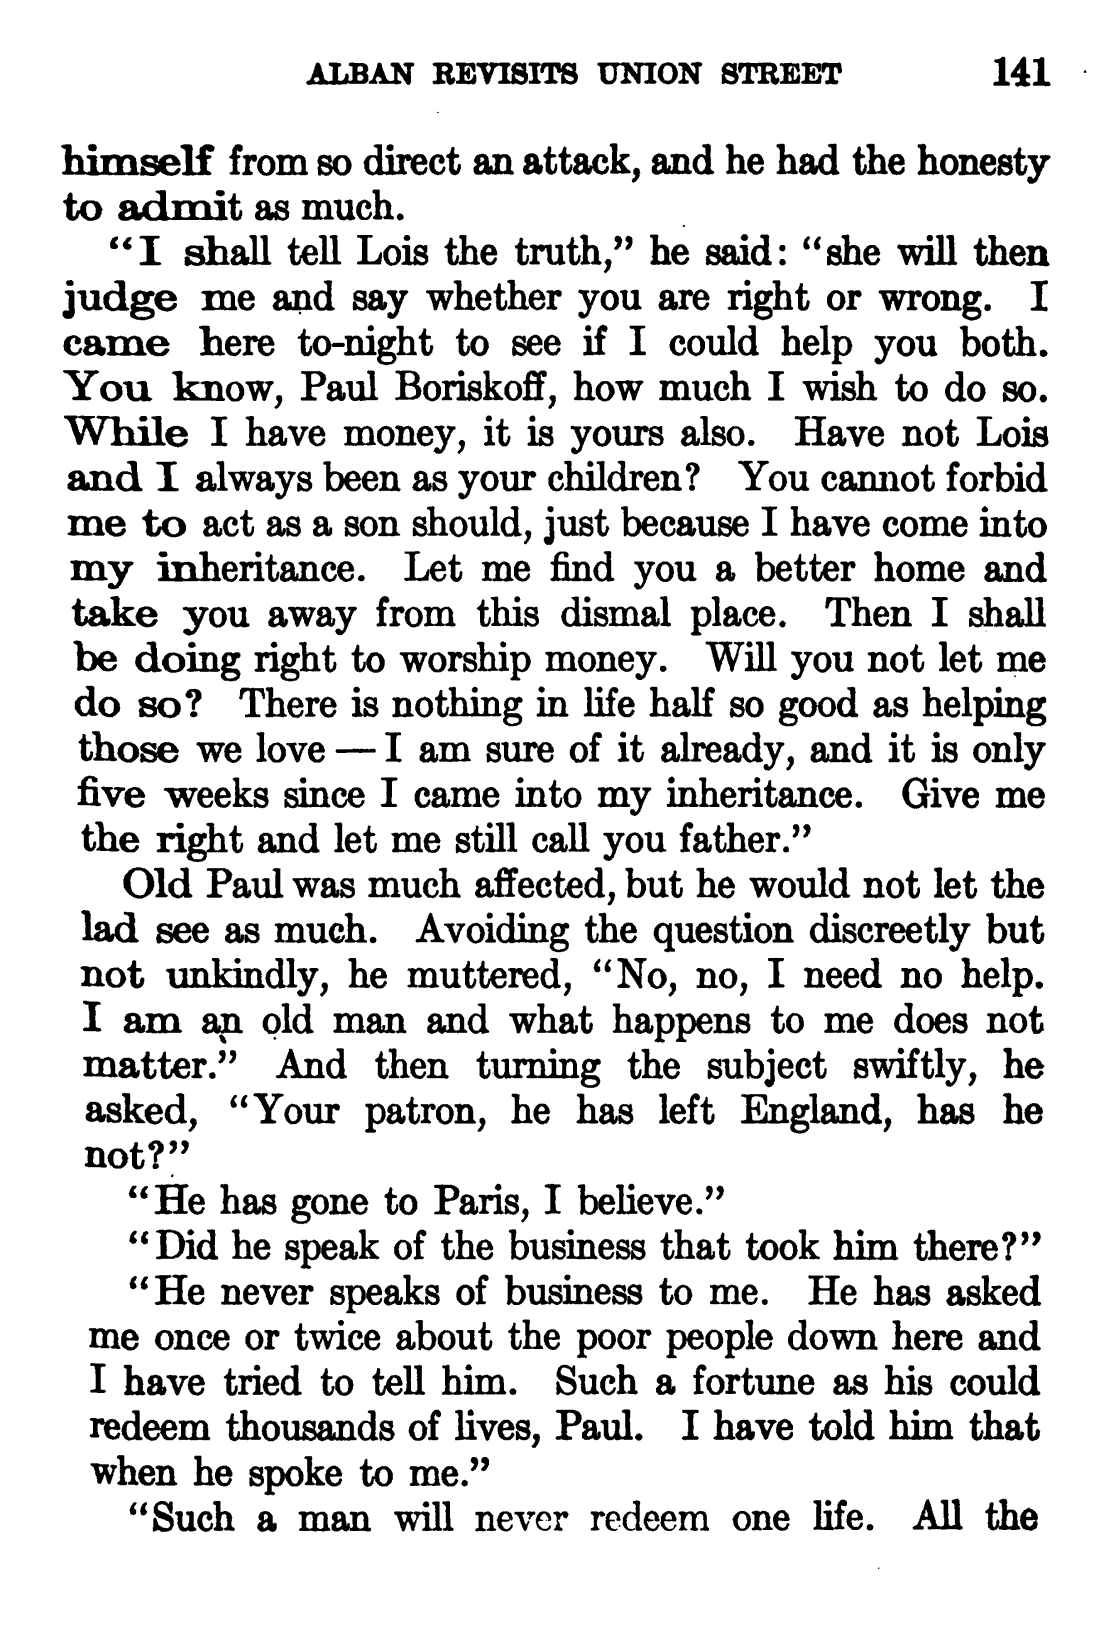 ALBAN REVISITS UNION STREET 141
himself from so direct an attack, and he had the honesty
to admit as much.
“I shall tell Lois the truth,” he said: “she will then
judge me and say whether you are right or wrong. I
came here to-night to see if I could help you both.
You know, Paul Boriskoff, how much I wish to do so.
While I have money, it is yours also. Have not Lois
and I always been as your children? You cannot forbid
me to act as a son should, just because I have come into
my inheritance. Let me find you a better home and
take you away from this dismal place. Then I shall
be doing right to worship money. Will you not let me
do so? There is nothing in life half so good as helping
those we love — I am sure of it already, and it is only
five weeks since I came into my inheritance. Give me
the right and let me still call you father.”
Old Paul was much affected, but he would not let the
lad see as much. Avoiding the question discreetly but
not unkindly, he muttered, “No, no, I need no help.
I am an old man and what happens to me does not
matter.” And then turning the subject swiftly, he
asked, “Your patron, he has left England, has he
not?”
“He has gone to Paris, I believe.”
“Did he speak of the business that took him there?”
“He never speaks of business to me. He has asked
me once or twice about the poor people down here and
I have tried to tell him. Such a fortune as his could
redeem thousands of lives, Paul. I have told him that
when he spoke to me.”
“Such a man will never redeem one life. All the